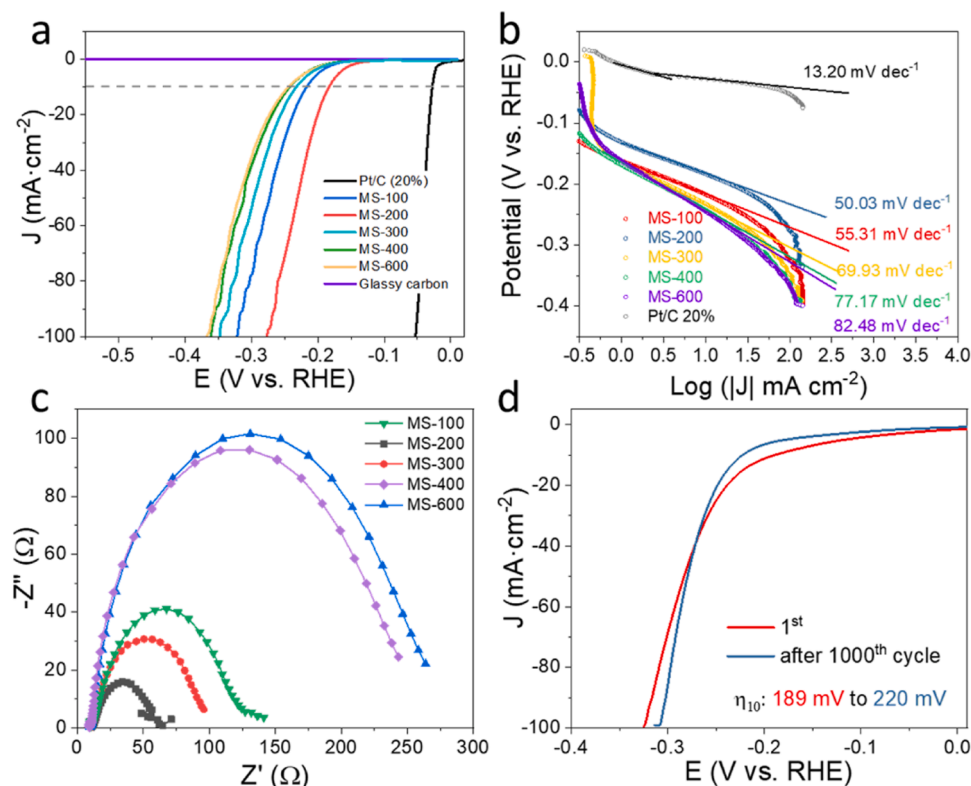 a
J (mA·cm⁻²)
0
-20
-40
-60
-80
-100
Pt/C (20%)
MS-100
MS-200
MS-300
MS-400
MS-600
Glassy carbon
-0.5 -0.4 -0.3 -0.2 -0.1 0.0
E (V vs. RHE)
b
Potential (V vs. RHE)
0.0
-0.1
-0.2
-0.3
-0.4
13.20 mV dec⁻¹
50.03 mV dec⁻¹
55.31 mV dec⁻¹
69.93 mV dec⁻¹
77.17 mV dec⁻¹
82.48 mV dec⁻¹
MS-100
MS-200
MS-300
MS-400
MS-600
Pt/C 20%
-0.5 0.0 0.5 1.0 1.5 2.0 2.5 3.0
Log (|J| mA cm⁻²)
c
-Z" (Ω)
100
80
60
40
20
0
MS-100
MS-200
MS-300
MS-400
MS-600
0 50 100 150 200 250 300
Z' (Ω)
d
J (mA·cm⁻²)
0
-20
-40
-60
-80
-100
1ˢᵗ
after 1000ᵗʰ cycle
η₁₀: 189 mV to 220 mV
-0.4 -0.3 -0.2 -0.1 0.0
E (V vs. RHE)